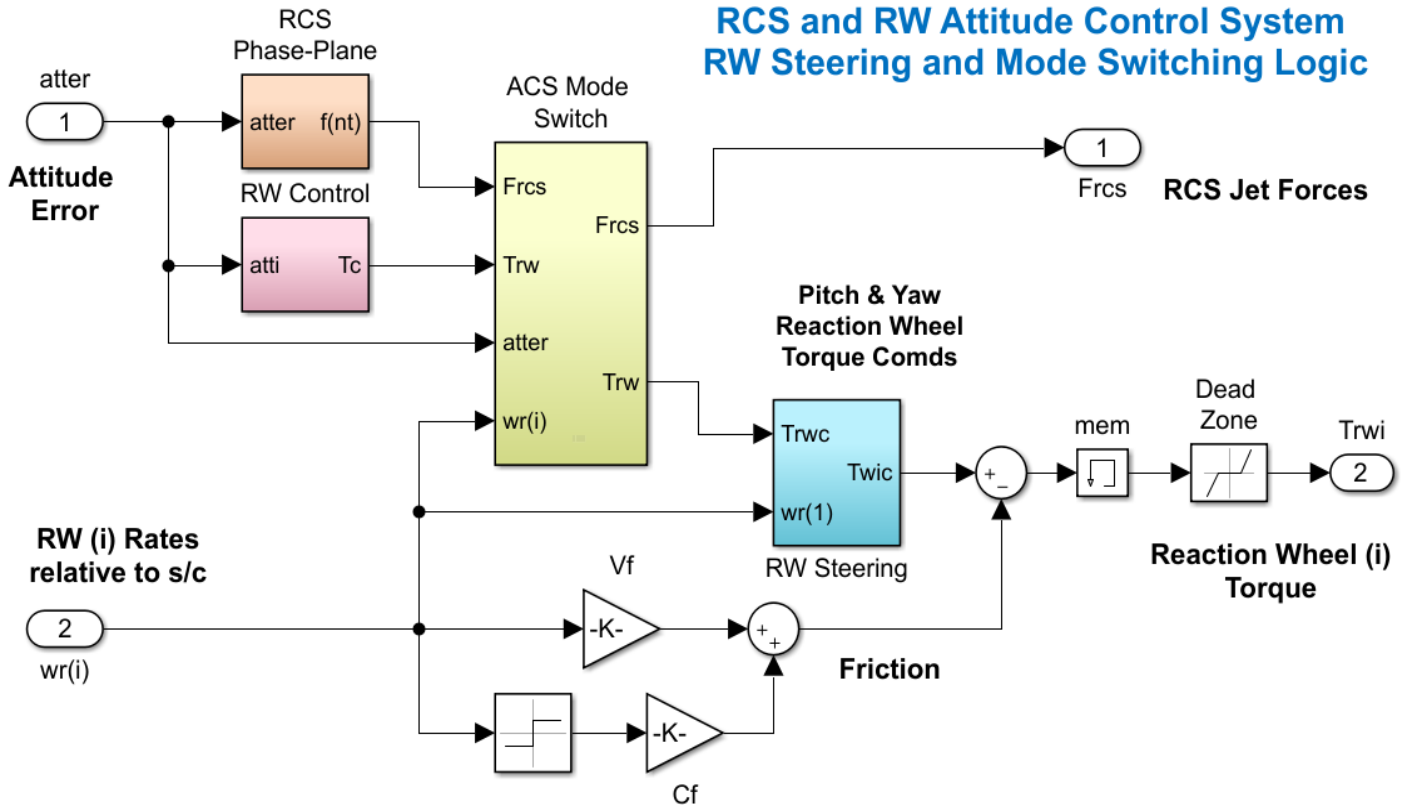 RCS and RW Attitude Control System
RW Steering and Mode Switching Logic
RCS
Phase-Plane
atter
1
atter f(nt)
Attitude
Error
RW Control
atti Tc
ACS Mode
Switch
Frcs
Trw
atter
wr(i)
Frcs
Trw
1
Frcs
RCS Jet Forces
Pitch & Yaw
Reaction Wheel
Torque Comds
Trwc
Twic
wr(1)
RW Steering
+
_
mem
Dead
Zone
Trwi
2
Reaction Wheel (i)
Torque
RW (i) Rates
relative to s/c
2
wr(i)
Vf
-K-
+
+
Friction
-K-
Cf